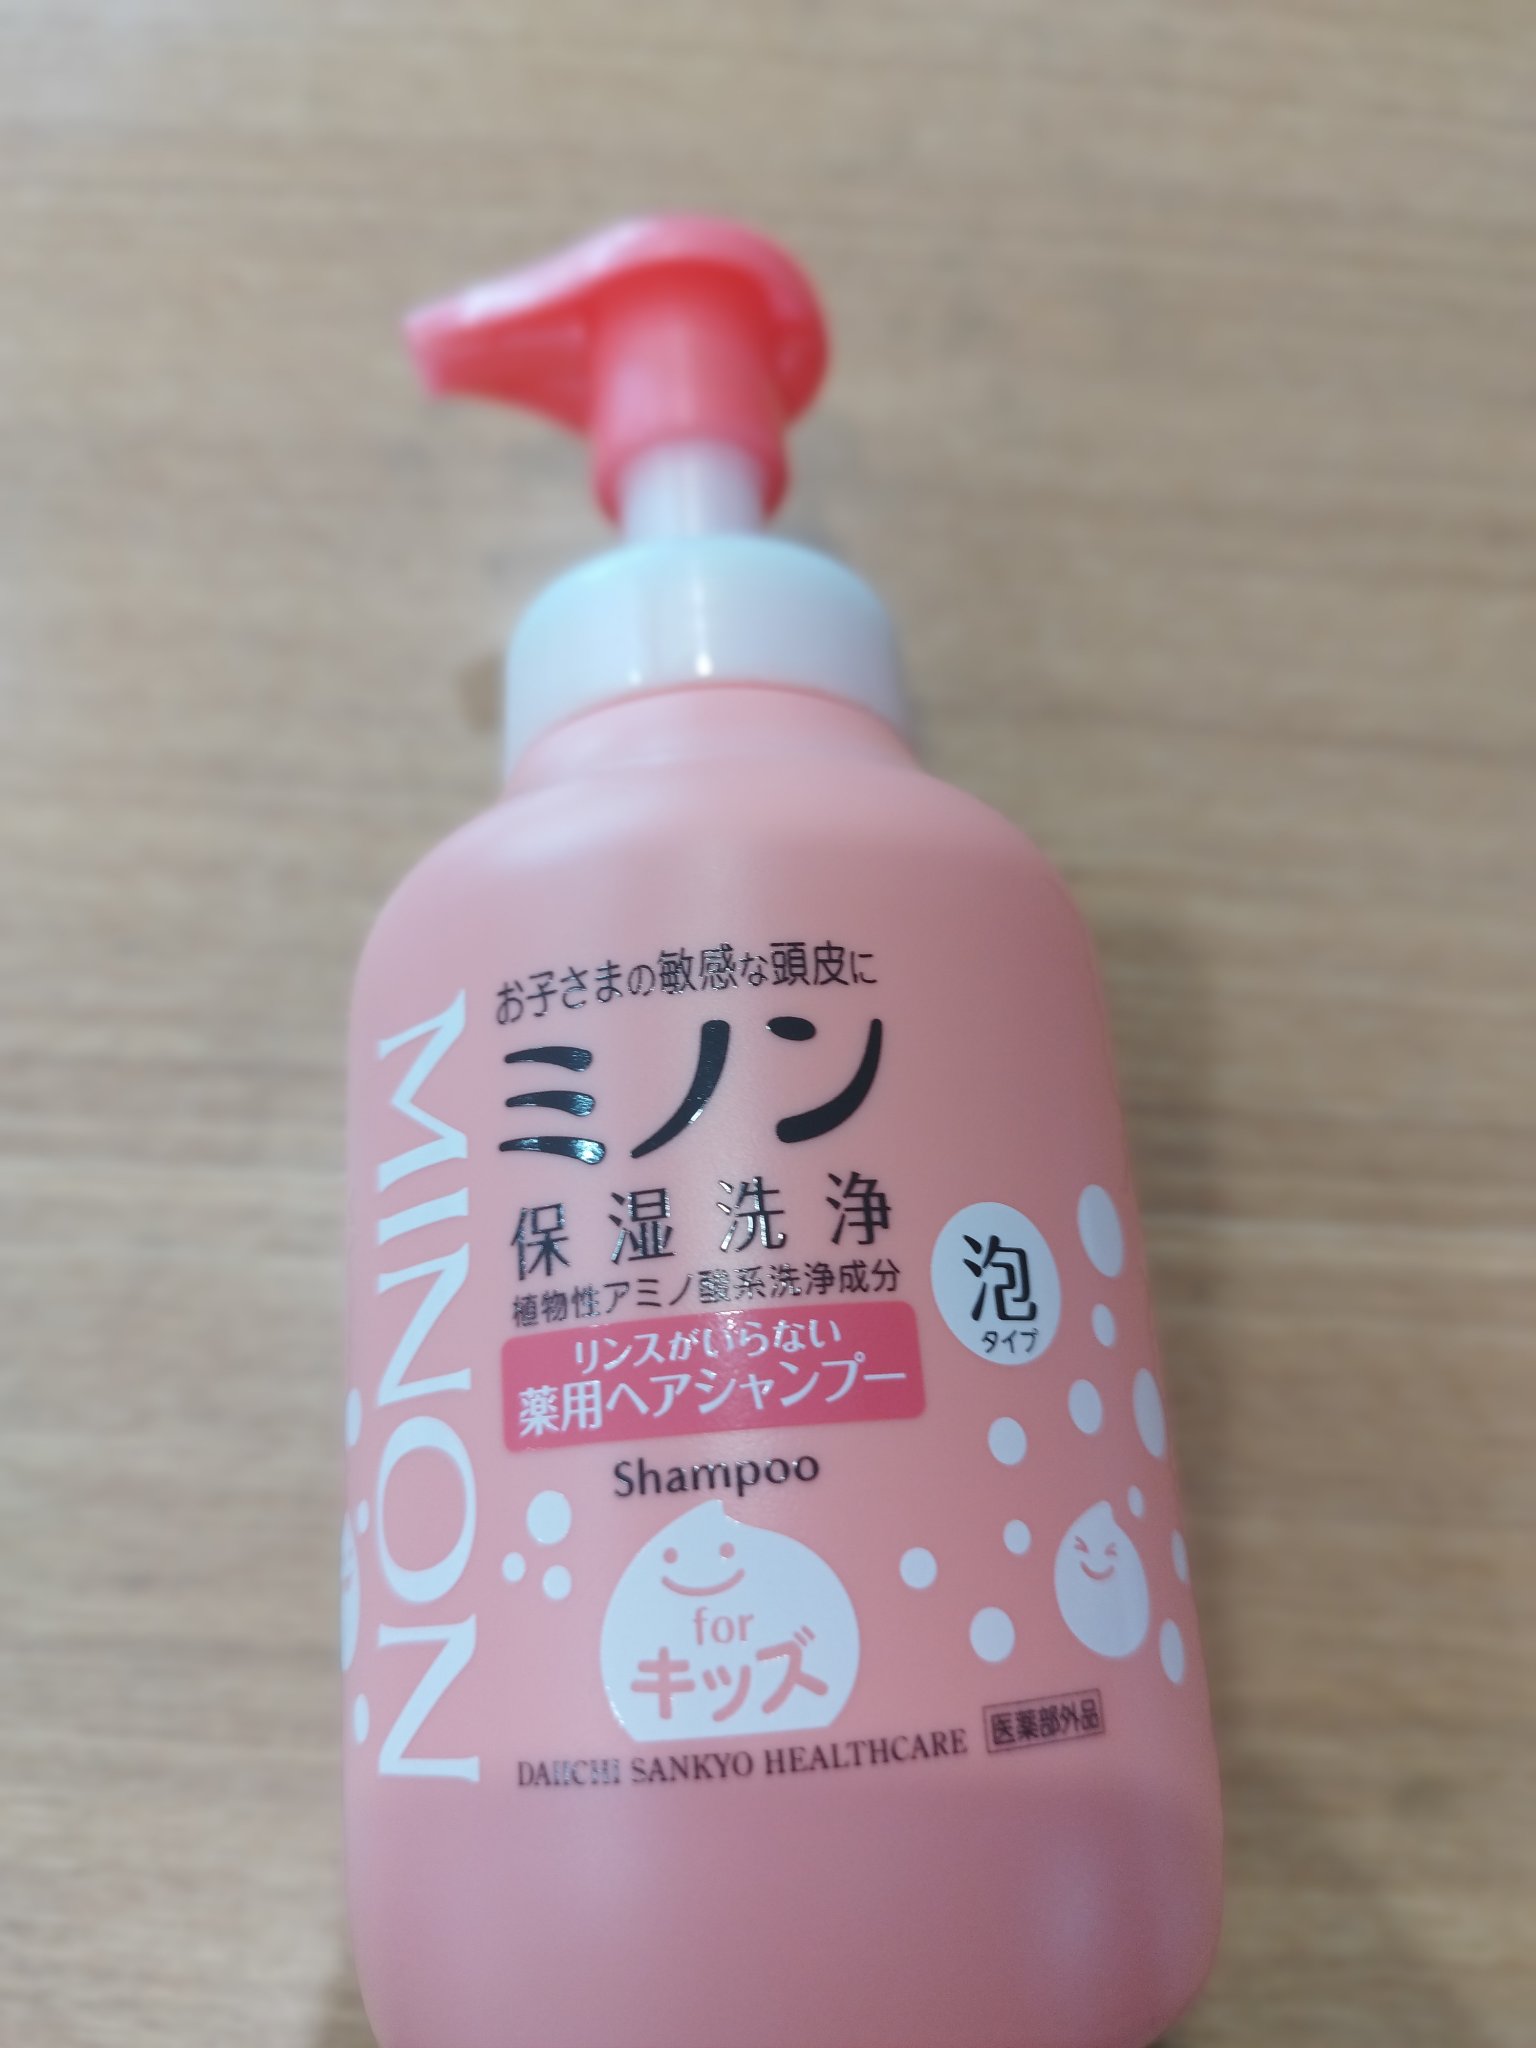 お子さまの敏感な頭皮に
ミノン
MINON
保湿洗浄
植物性アミノ酸系洗浄成分
泡
タイプ
リンスがいらない
薬用ヘアシャンプー
Shampoo
for
キッズ
DAIICHI SANKYO HEALTHCARE
医薬部外品